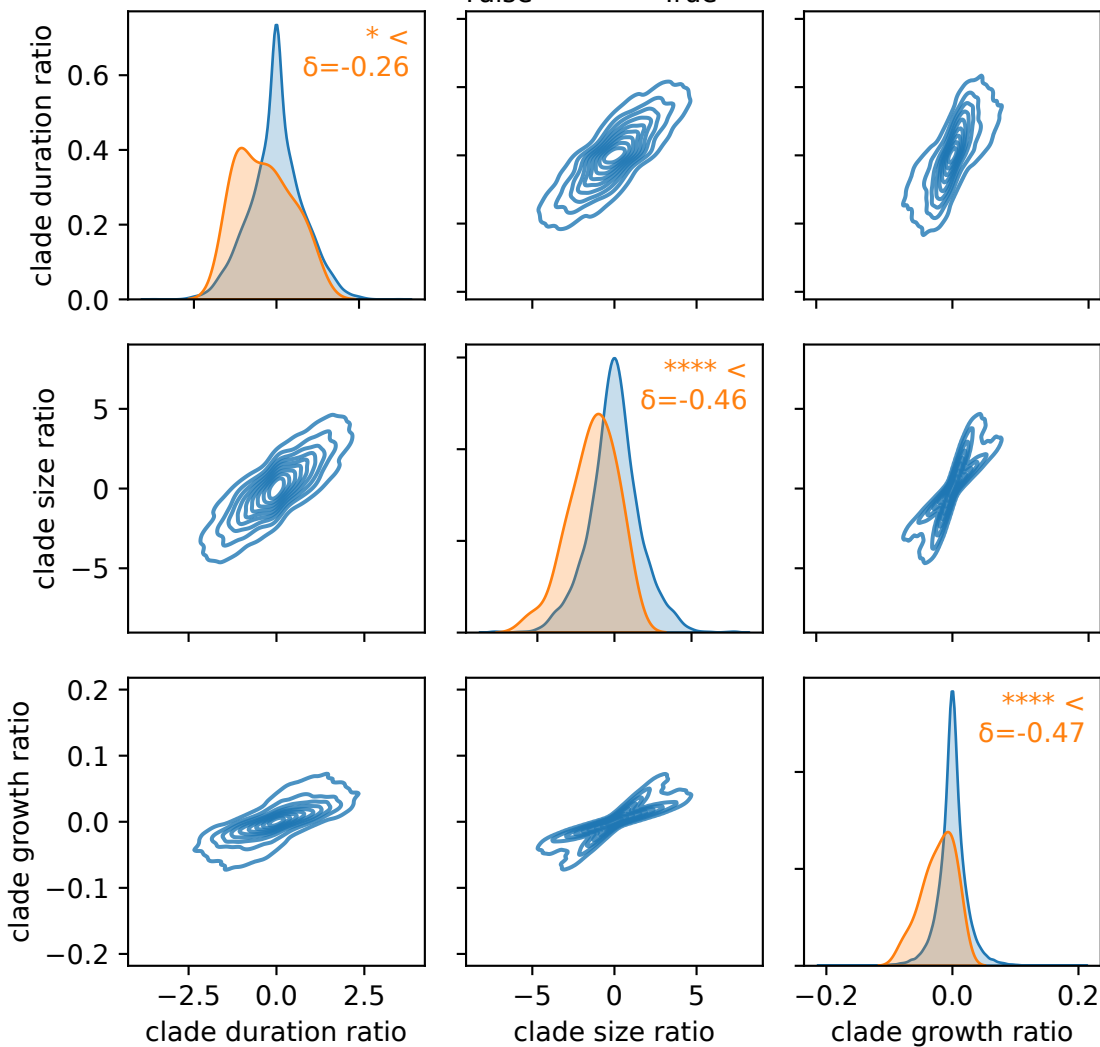 clade duration ratio
0.6
0.4
0.2
0.0
* <
δ=-0.26
clade size ratio
5
0
−5
**** <
δ=-0.46
clade growth ratio
0.2
0.1
0.0
−0.1
−0.2
**** <
δ=-0.47
−2.5 0.0 2.5
−5 0 5
−0.2 0.0 0.2
clade duration ratio
clade size ratio
clade growth ratio